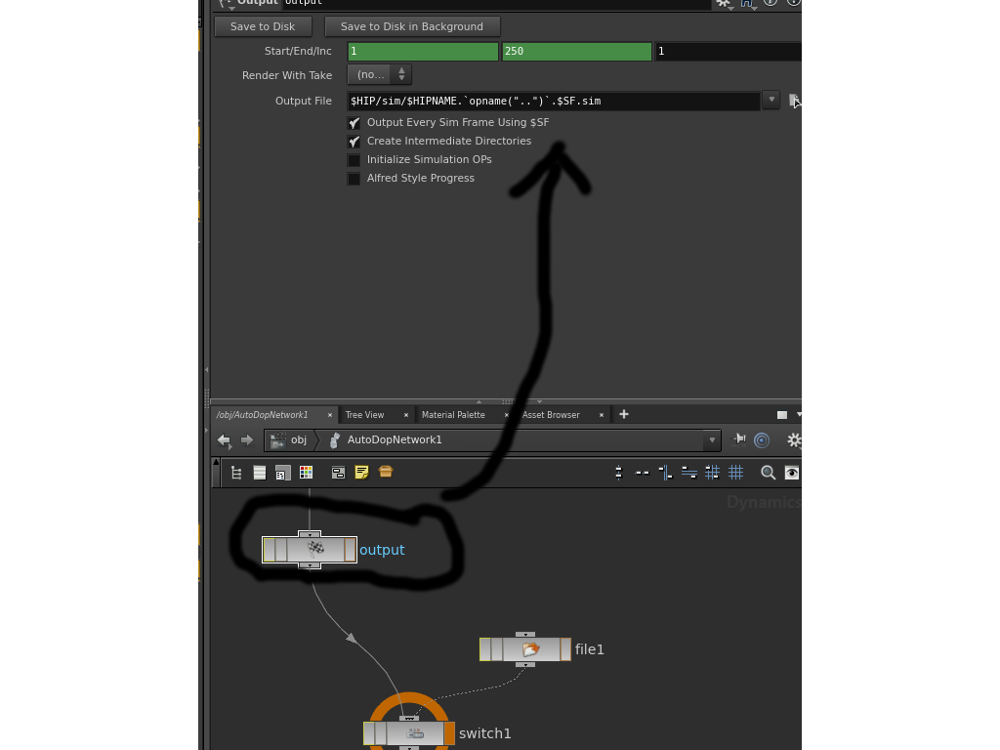 Output output
Save to Disk Save to Disk in Background
Start/End/Inc 1 250 1
Render With Take (no...
Output File $HIP/sim/$HIPNAME.`opname("..")`.$SF.sim
Output Every Sim Frame Using $SF
Create Intermediate Directories
Initialize Simulation OPs
Alfred Style Progress
/obj/AutoDopNetwork1 × Tree View × Material Palette × Asset Browser × +
obj AutoDopNetwork1
Dynamics
output
file1
switch1